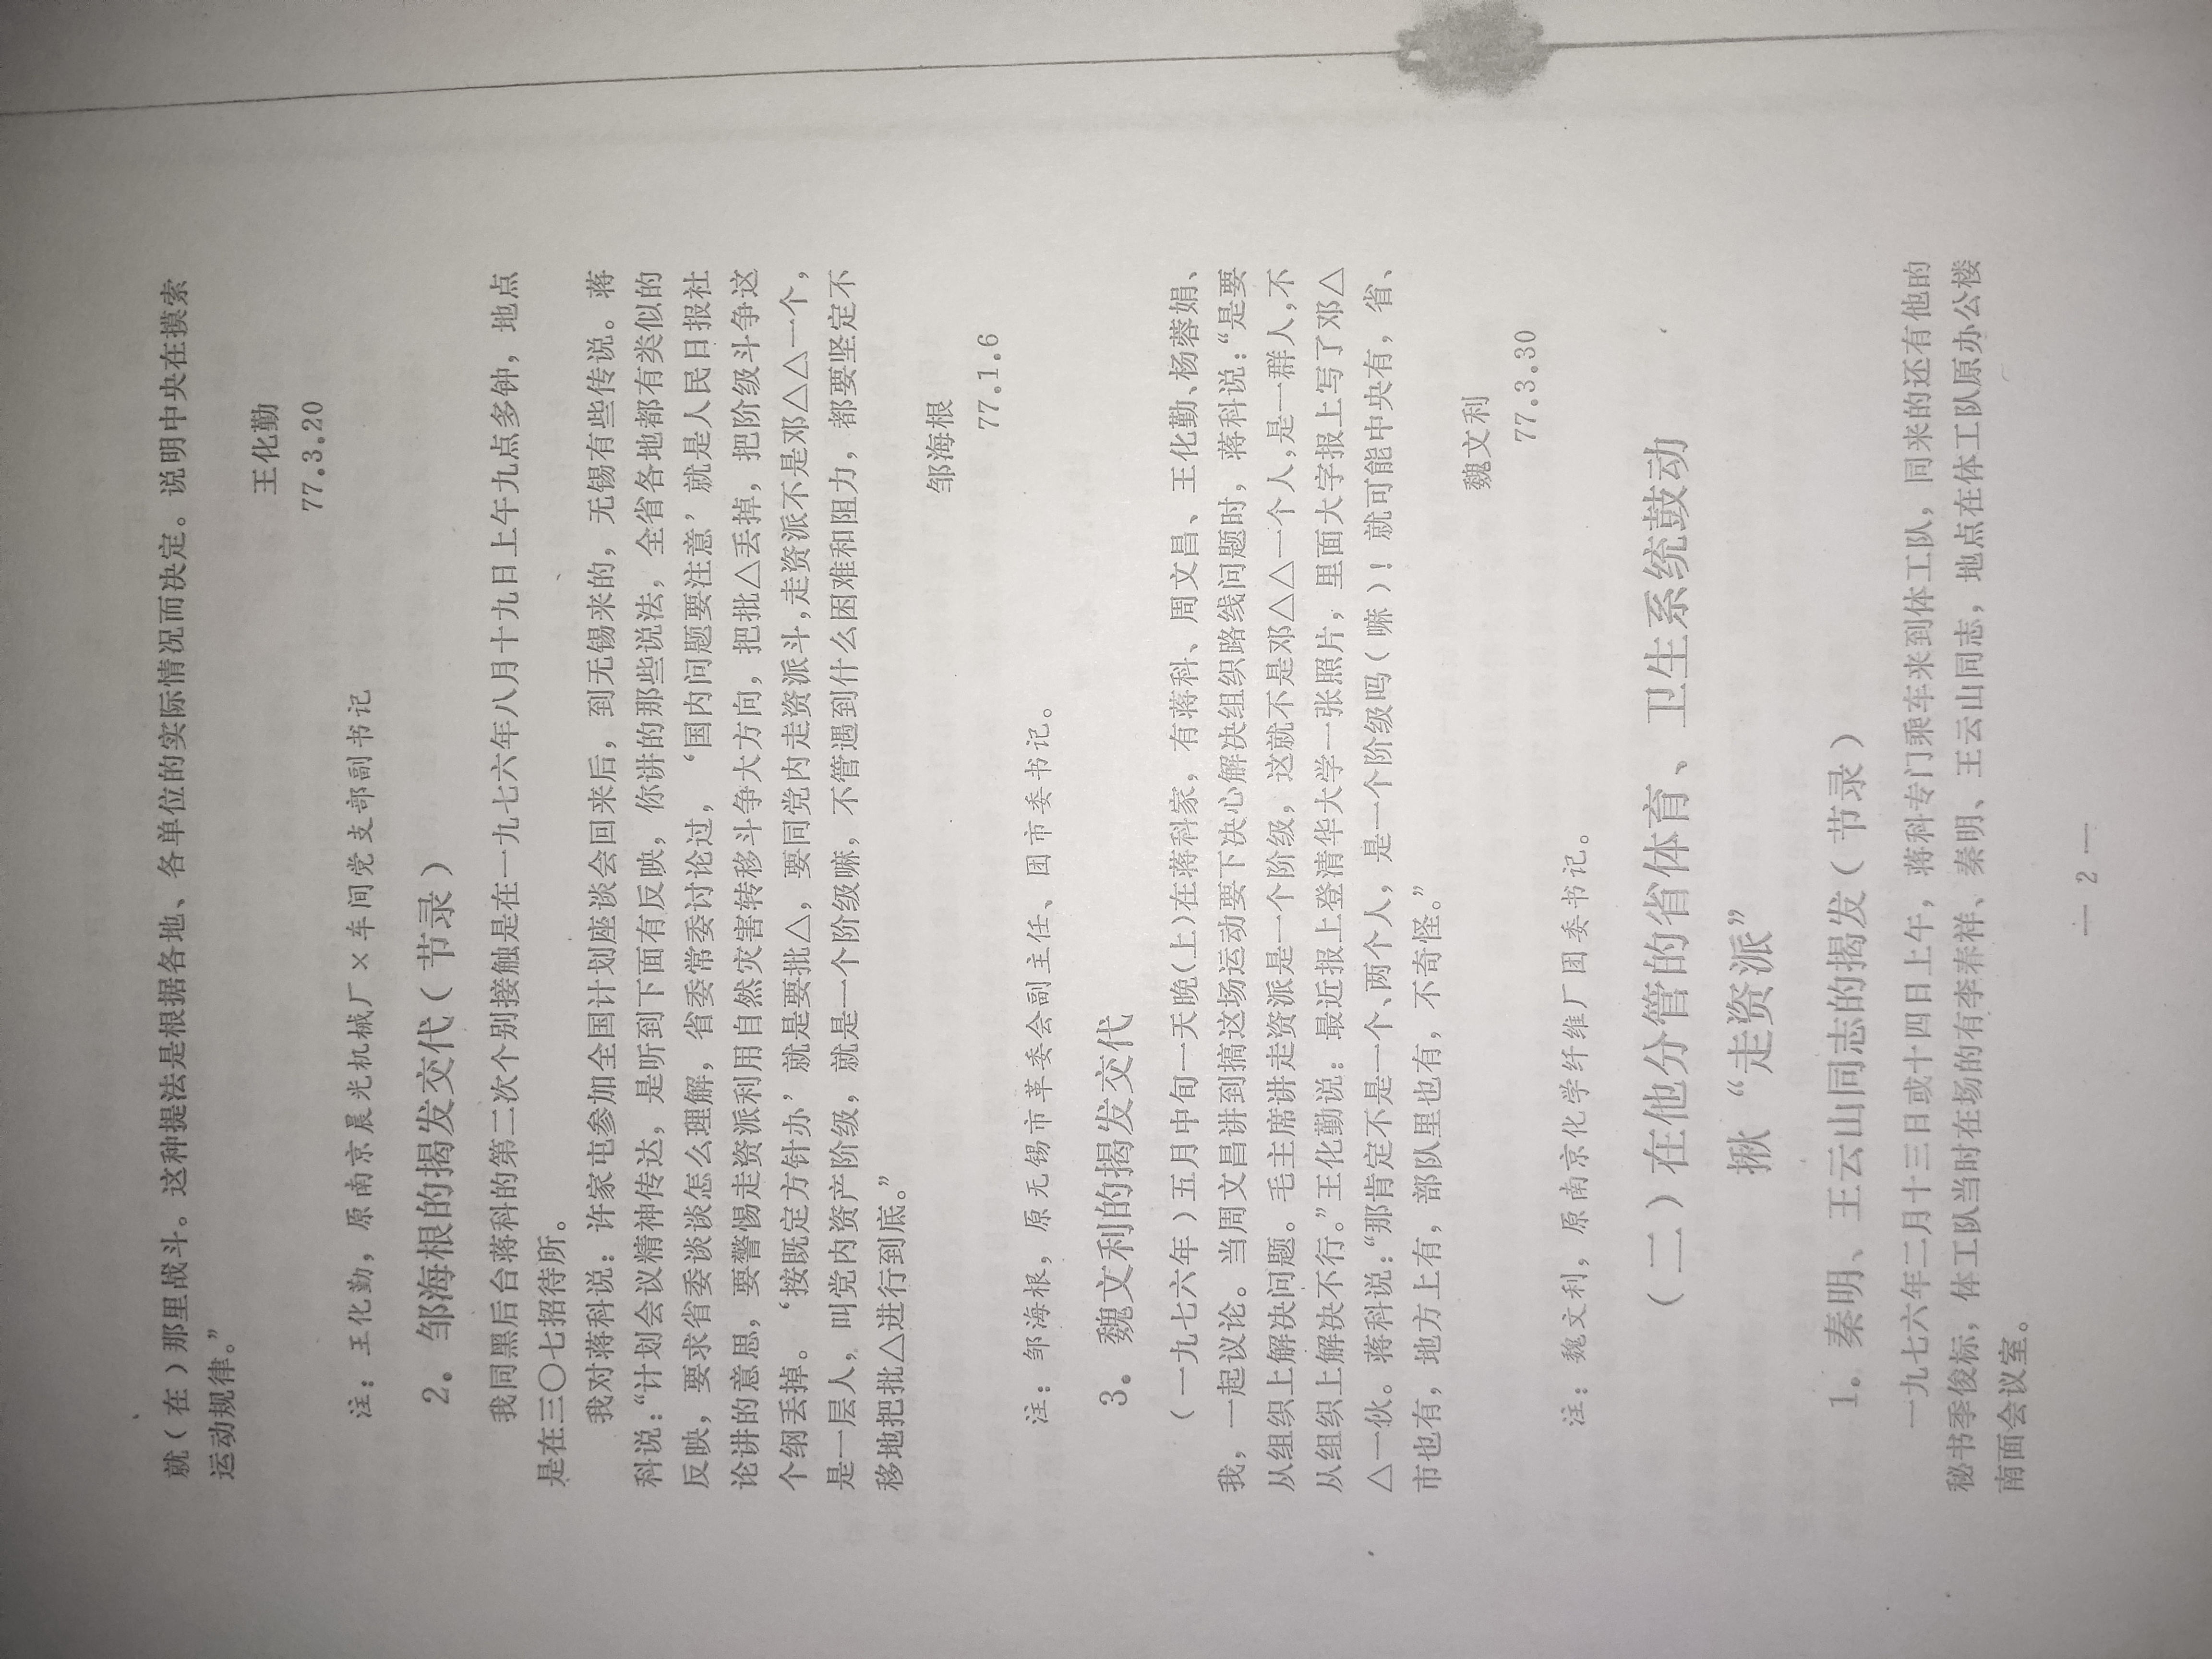 就（在）那里战斗。这种提法是根据各地、各单位的实际情况而决定。说明中央在摸索
运动规律。”
王化勤
77.3.20
注：王化勤，原南京晨光机械厂×车间党支部副书记
2. 邹海根的揭发交代（节录）
我同黑后台蒋科的第二次个别接触是在一九七六年八月十九日上午九点多钟，地点
是在三〇七招待所。
我对蒋科说：许家屯参加全国计划座谈会回来后，到无锡来的，无锡有些传说。蒋
科说：“计划会议精神传达，是听到下面有反映，你讲的那些说法，全省各地都有类似的
反映，要求省委谈谈怎么理解，省委常委讨论过，‘国内问题要注意’就是人民日报社
论讲的意思，要警惕走资派利用自然灾害转移斗争大方向，把批△丢掉，把阶级斗争这
个纲丢掉。‘按既定方针办’就是要批△，要同党内走资派斗，走资派不是邓△△一个，
是一层人，叫党内资产阶级，就是一个阶级嘛，不管遇到什么困难和阻力，都要坚定不
移地把批△进行到底。”
邹海根
77.1.6
注：邹海根，原无锡市革委会副主任、团市委书记。
3. 魏文利的揭发交代
（一九七六年）五月中旬一天晚（上）在蒋科家，有蒋科、周文昌、王化勤、杨蓉娟、
我，一起议论。当周文昌讲到搞这场运动要下决心解决组织路线问题时，蒋科说：“是要
从组织上解决问题。毛主席讲走资派是一个阶级，这就不是邓△△一个人，是一群人，不
从组织上解决不行。”王化勤说：最近报上登清华大学一张照片，里面大字报上写了邓△
△一伙。蒋科说：“那肯定不是一个、两个人，是一个阶级吗（嘛）！就可能中央有，省、
市也有，地方上有，部队里也有，不奇怪。”
魏文利
77.3.30
注：魏文利，原南京化学纤维厂团委书记。
（二）在他分管的省体育、卫生系统鼓动
揪“走资派”
1. 秦明、王云山同志的揭发（节录）
一九七六年二月十三日或十四日上午，蒋科专门乘车来到体工队，同来的还有他的
秘书季俊标，体工队当时在场的有李春祥、秦明、王云山同志，地点在体工队原办公楼
南面会议室。
— 2 —